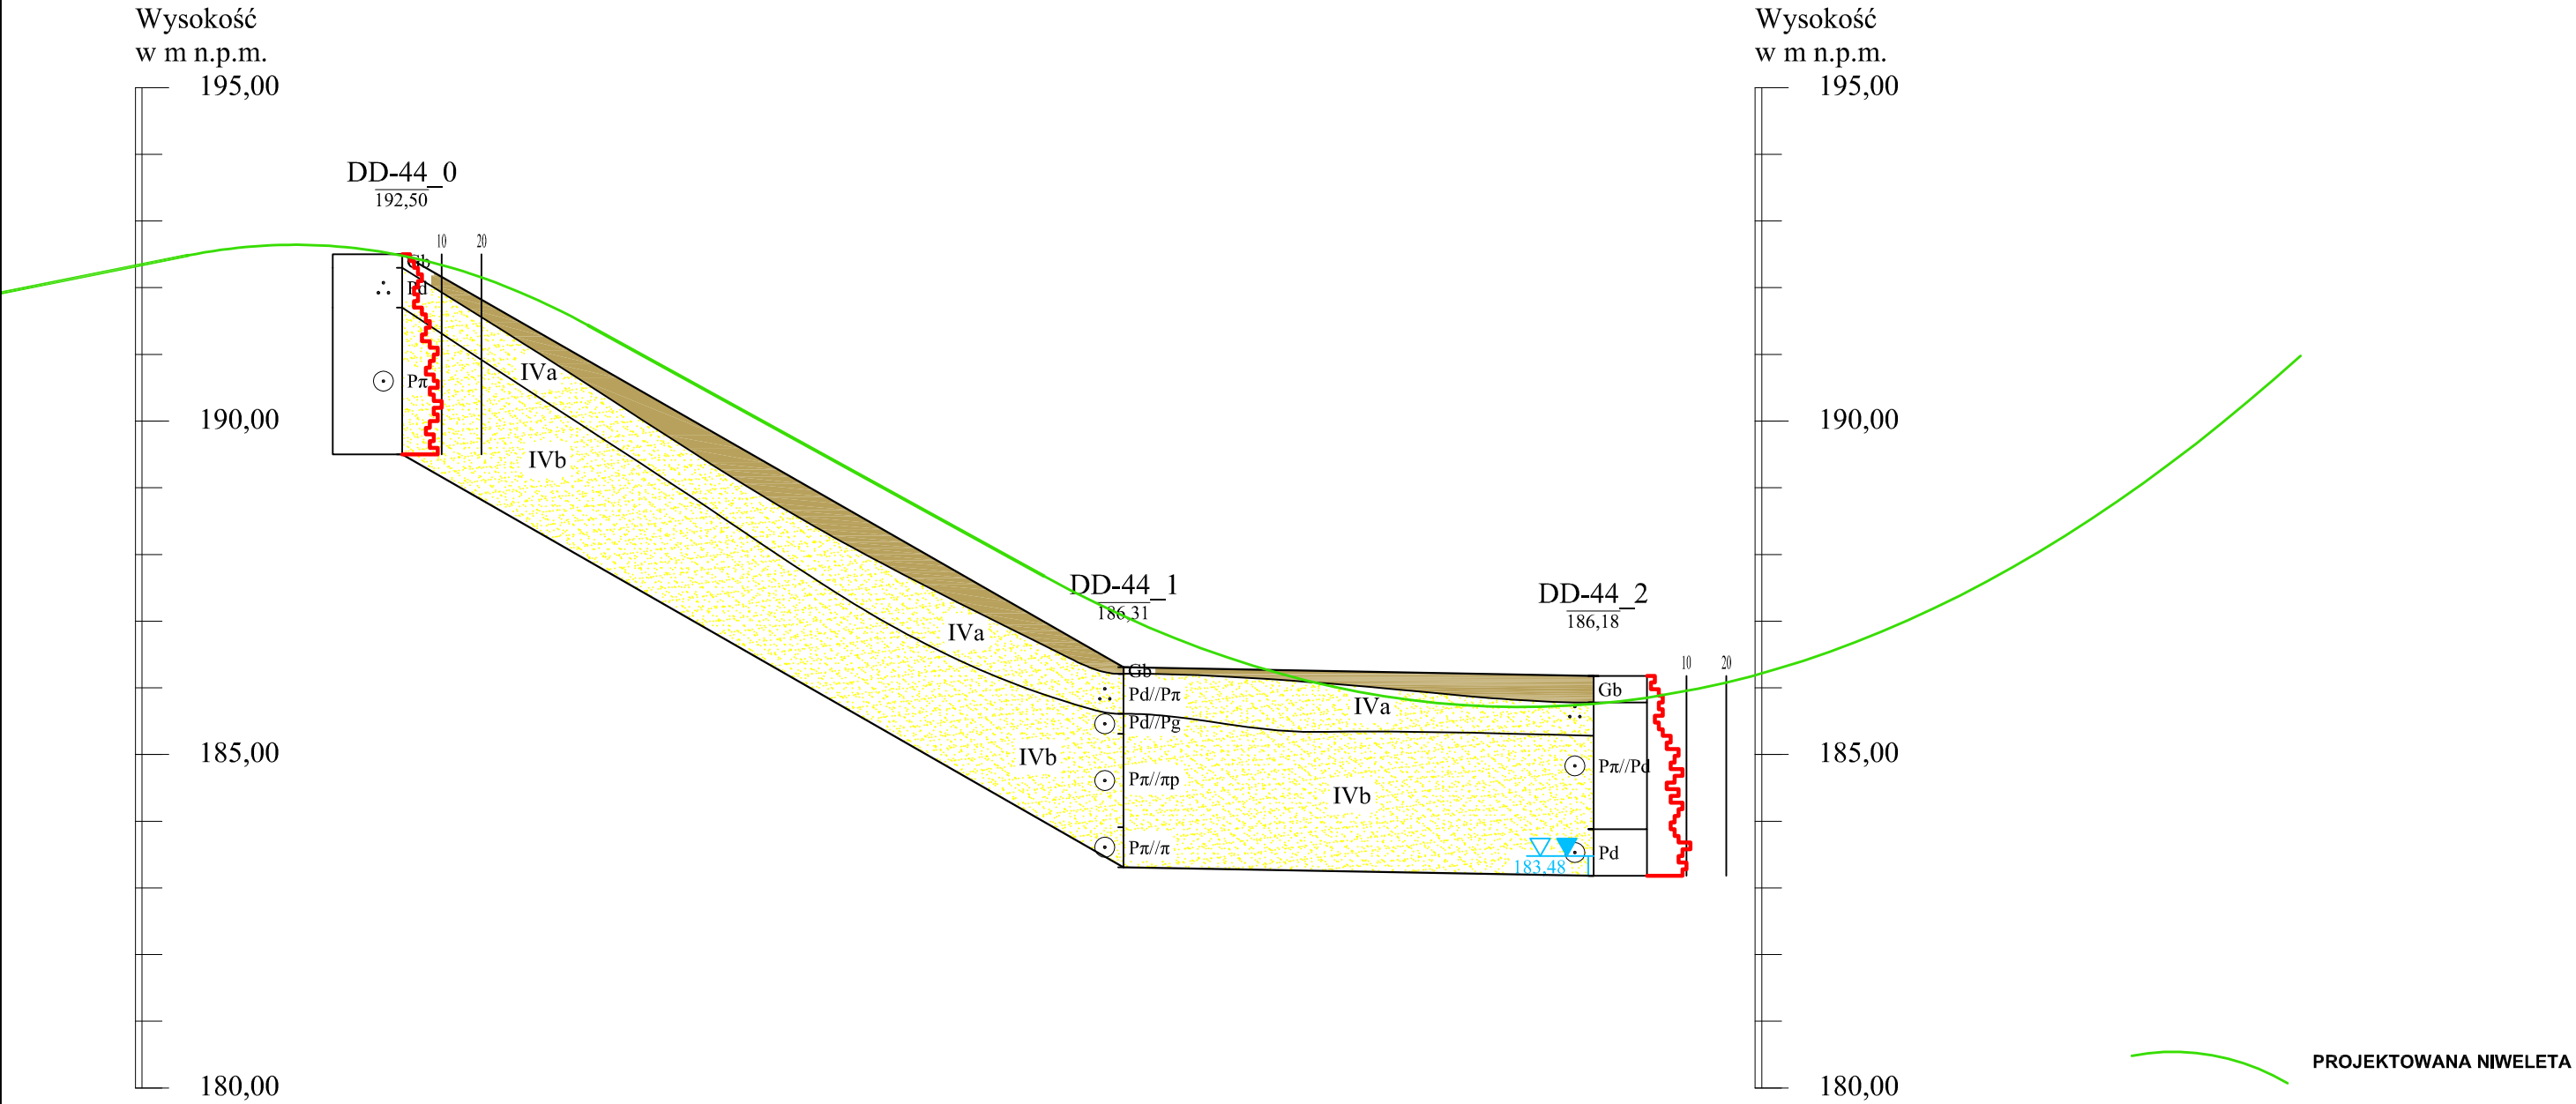 Wysokość
w m n.p.m.
195,00
190,00
185,00
180,00
DD-44_0
192,50
10 20
Gb
Pd
Pπ
IVa
IVb
IVa
IVb
DD-44_1
186,31
Gb
Pd//Pπ
Pd//Pg
Pπ//πp
Pπ//π
IVa
IVb
DD-44_2
186,18
10 20
Gb
Pπ//Pd
Pd
183,48
Wysokość
w m n.p.m.
195,00
190,00
185,00
180,00
PROJEKTOWANA NIWELETA